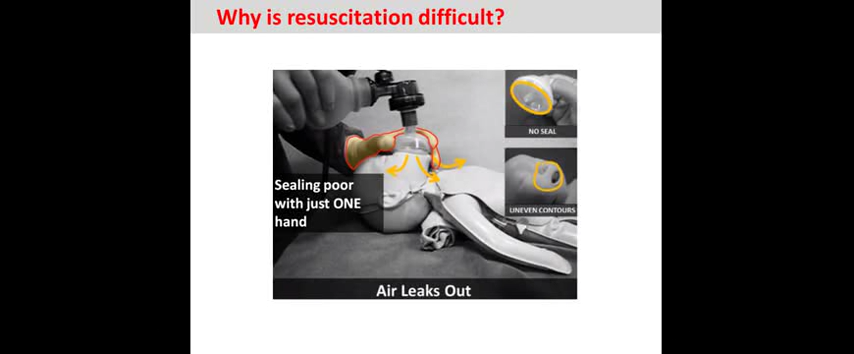 Why is resuscitation difficult?
NO SEAL
Sealing poor
with just ONE
hand
UNEVEN CONTOURS
Air Leaks Out